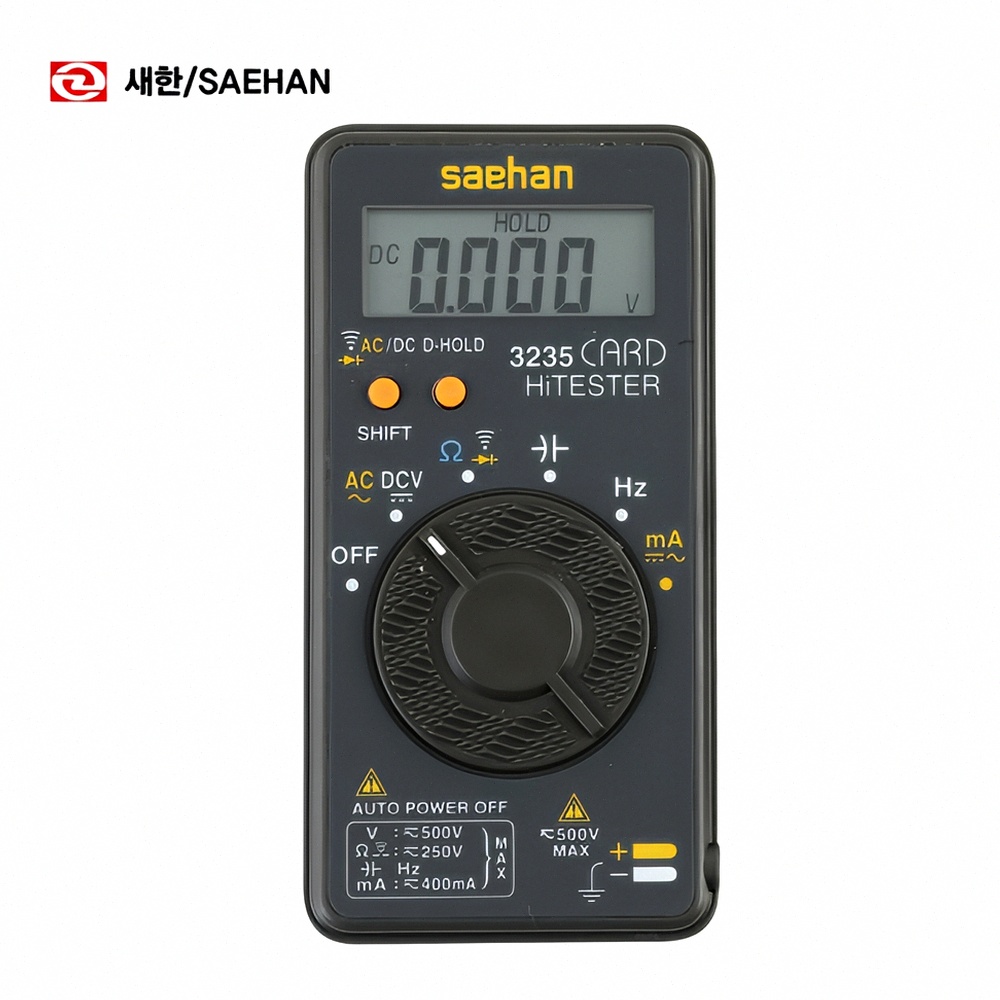 새한/SAEHAN
saehan
HOLD
DC 0.000 V
AC/DC D-HOLD
3235 CARD
HiTESTER
SHIFT
Ω
AC DCV
Hz
mA
OFF
AUTO POWER OFF
V : ≂500V
Ω : ≂250V
Hz
mA : ≂400mA
MAX
≂500V
MAX
+
−